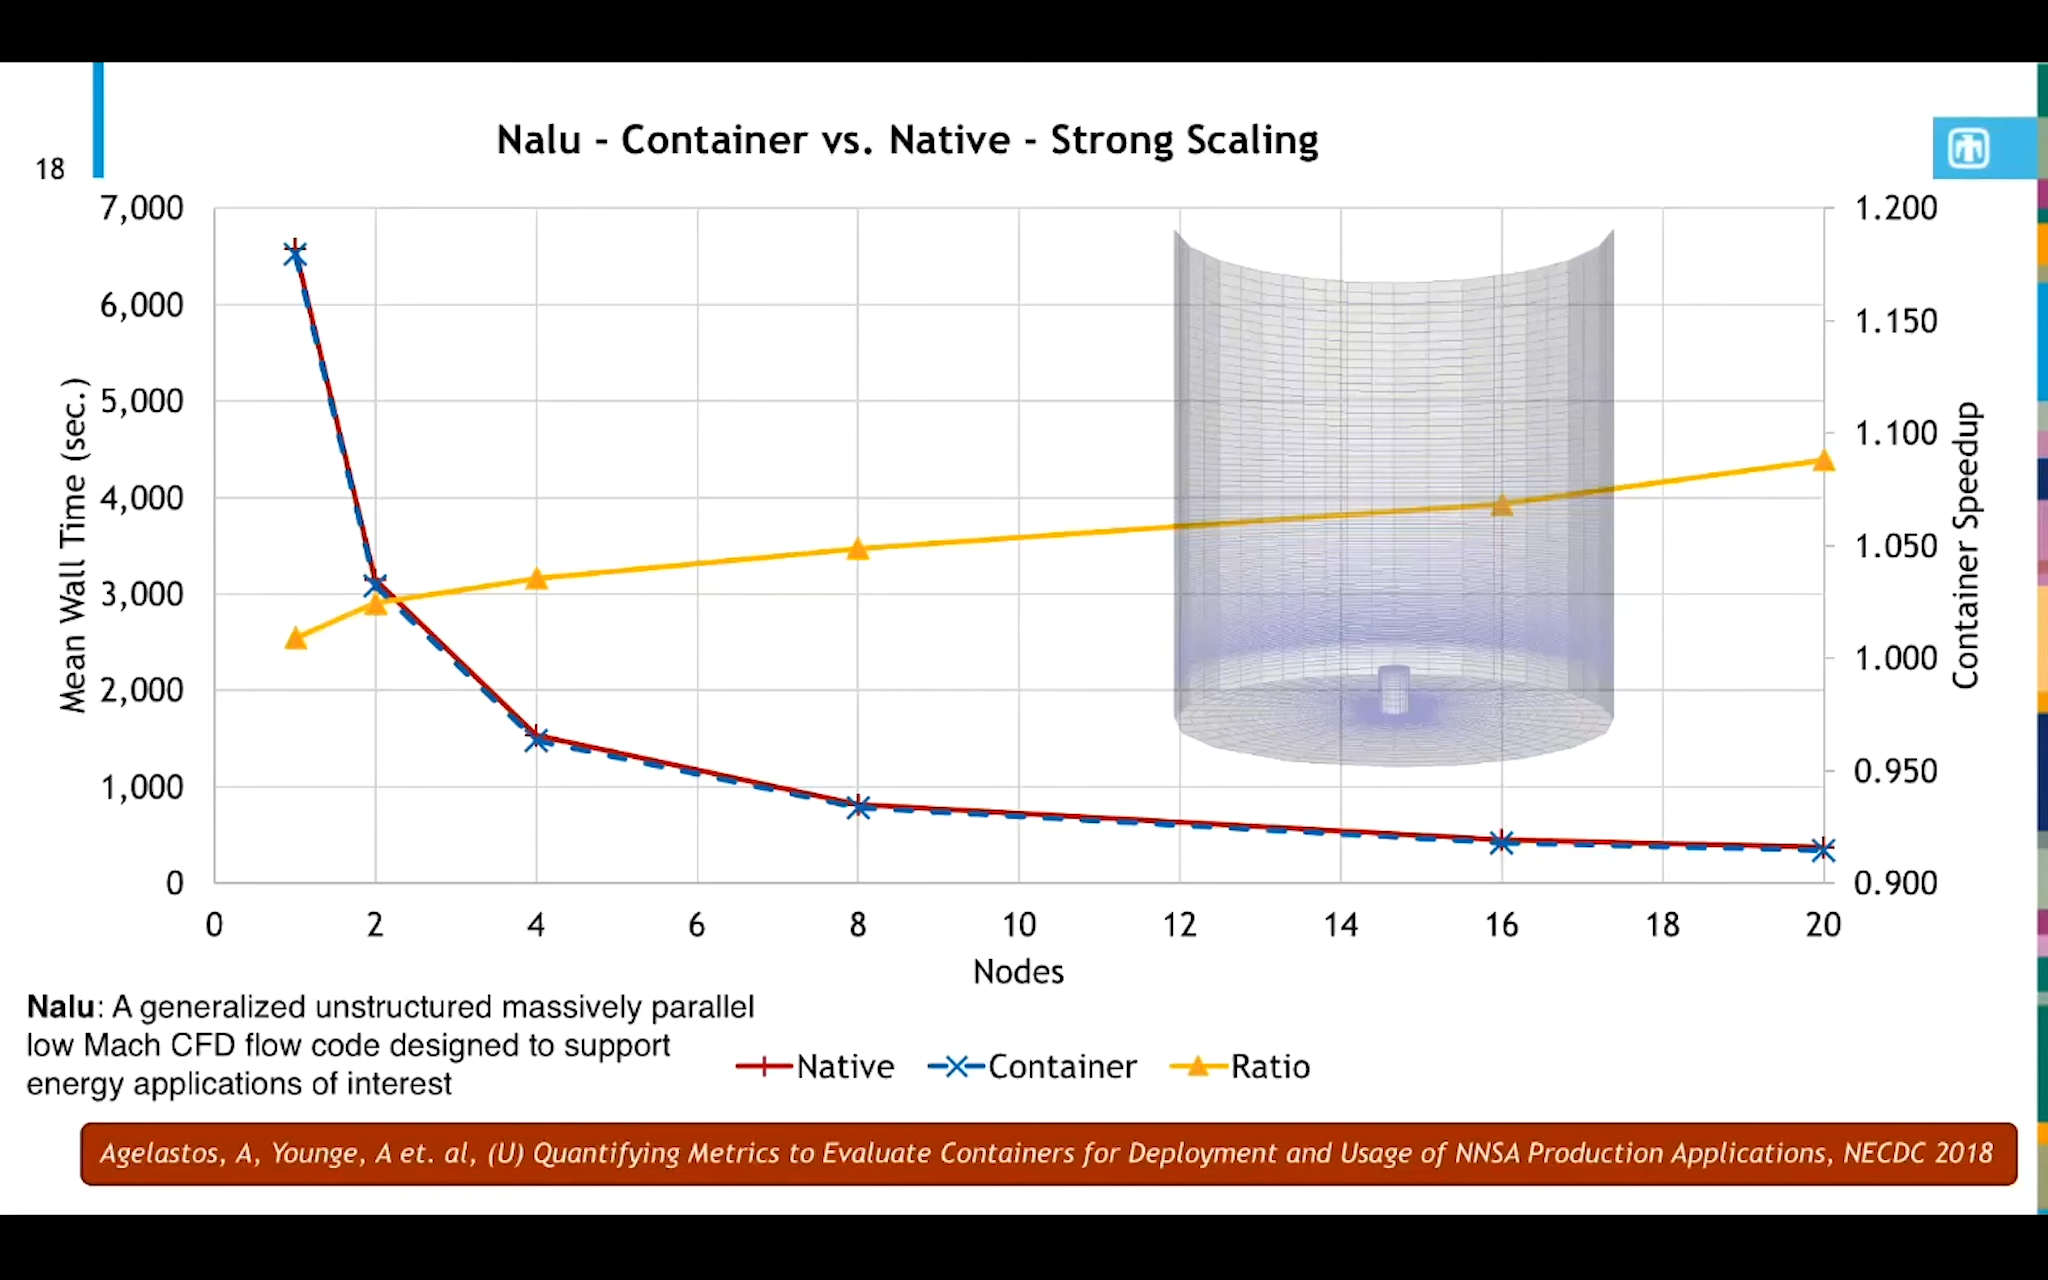 Nalu - Container vs. Native - Strong Scaling
18
7,000
6,000
5,000
4,000
3,000
2,000
1,000
0
Mean Wall Time (sec.)
1.200
1.150
1.100
1.050
1.000
0.950
0.900
Container Speedup
0 2 4 6 8 10 12 14 16 18 20
Nodes
Nalu: A generalized unstructured massively parallel
low Mach CFD flow code designed to support
energy applications of interest
Native Container Ratio
Agelastos, A, Younge, A et. al, (U) Quantifying Metrics to Evaluate Containers for Deployment and Usage of NNSA Production Applications, NECDC 2018